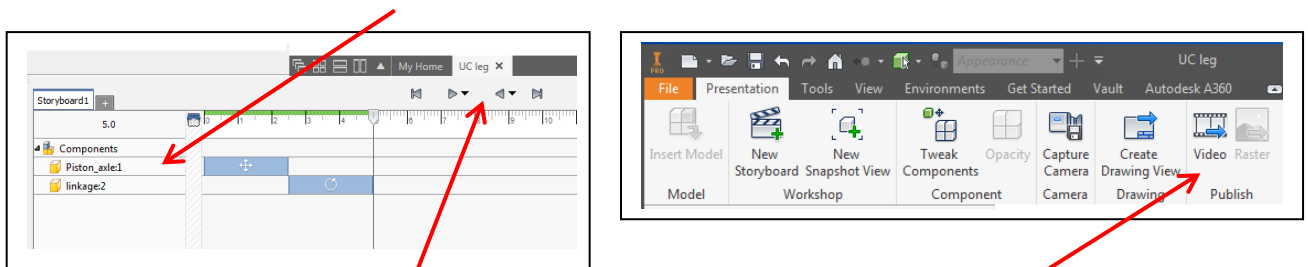 My Home UC leg
Storyboard1
5.0
0 1 2 3 4 6 7 8 9 10
Components
Piston_axle:1
linkage:2
PRO Appearance UC leg
File Presentation Tools View Environments Get Started Vault Autodesk A360
Insert Model New Storyboard New Snapshot View Tweak Components Opacity Capture Camera Create Drawing View Video Raster
Model Workshop Component Camera Drawing Publish